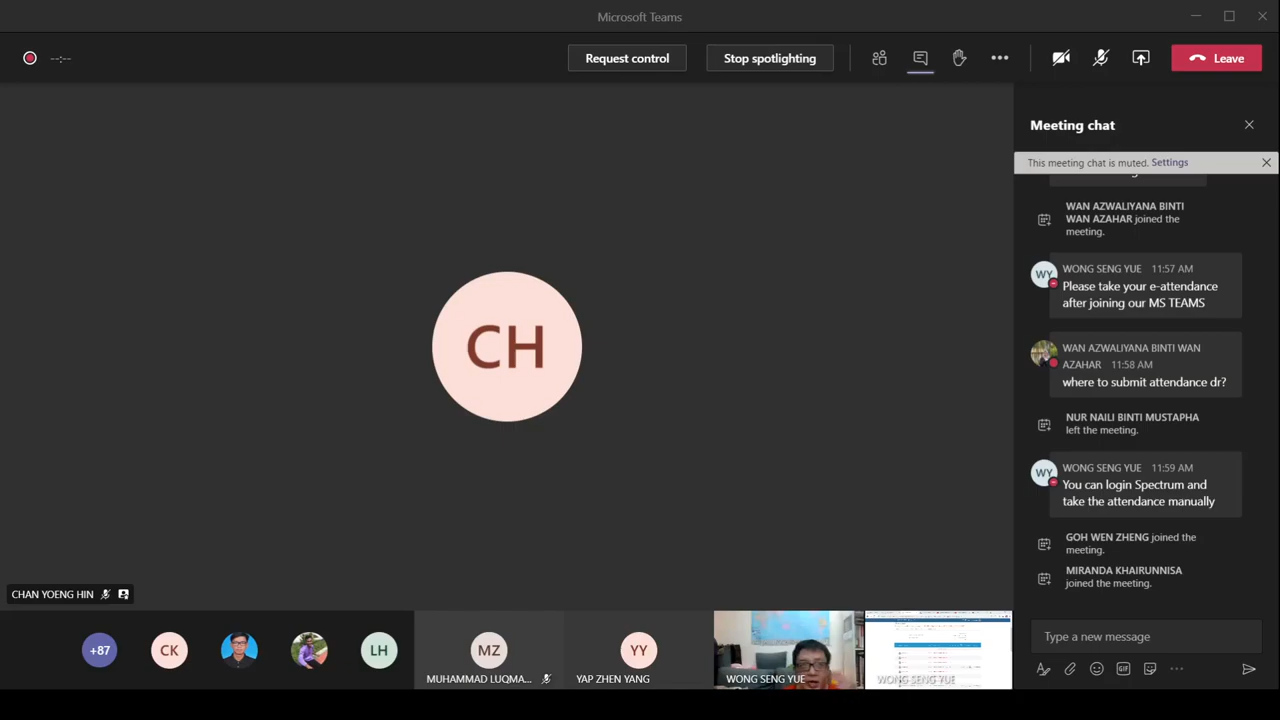 Microsoft Teams
--:--
Request control
Stop spotlighting
Leave
Meeting chat
This meeting chat is muted. Settings
WAN AZWALIYANA BINTI
WAN AZAHAR joined the
meeting.
WY
WONG SENG YUE 11:57 AM
Please take your e-attendance
after joining our MS TEAMS
WAN AZWALIYANA BINTI WAN
AZAHAR 11:58 AM
where to submit attendance dr?
NUR NAILI BINTI MUSTAPHA
left the meeting.
WY
WONG SENG YUE 11:59 AM
You can login Spectrum and
take the attendance manually
GOH WEN ZHENG joined the
meeting.
MIRANDA KHAIRUNNISA
joined the meeting.
Type a new message
GIF
CH
CHAN YOENG HIN
+87
CK
LH
MZ
MUHAMMAD LUQMA...
YY
YAP ZHEN YANG
WONG SENG YUE
WONG SENG YUE